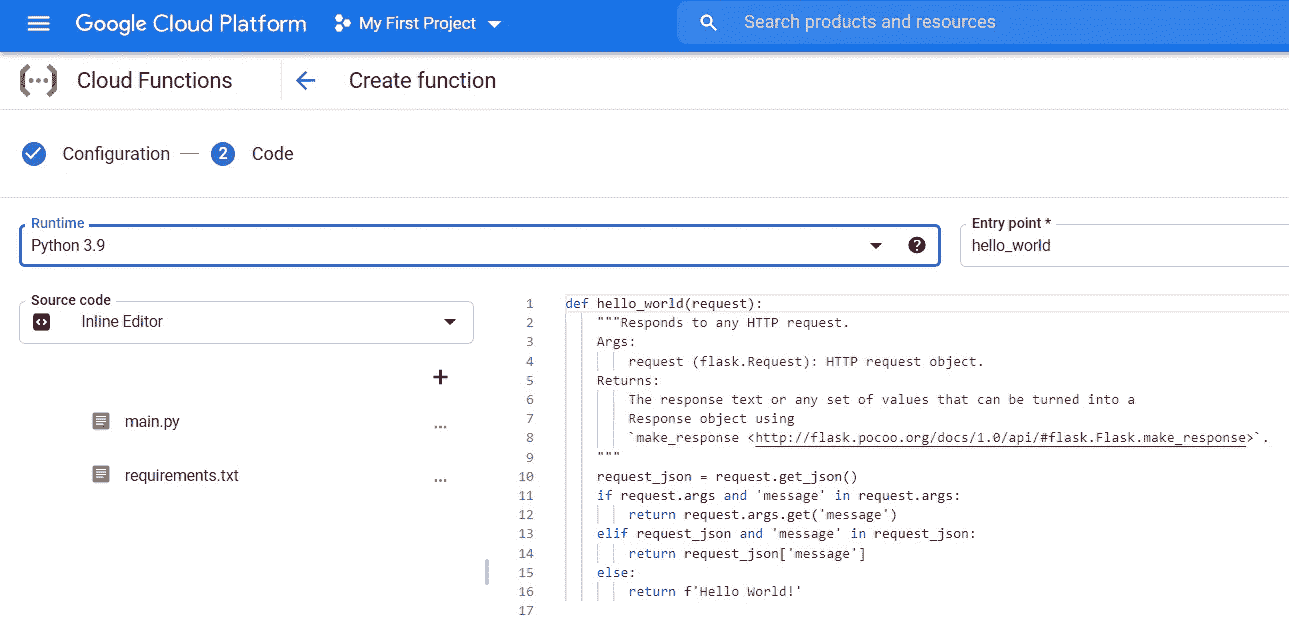 Google Cloud Platform My First Project Search products and resources
Cloud Functions Create function
Configuration 2 Code
Runtime
Python 3.9
Entry point *
hello_world
Source code
Inline Editor
main.py ...
requirements.txt ...
1 def hello_world(request):
2 """Responds to any HTTP request.
3 Args:
4 request (flask.Request): HTTP request object.
5 Returns:
6 The response text or any set of values that can be turned into a
7 Response object using
8 `make_response <http://flask.pocoo.org/docs/1.0/api/#flask.Flask.make_response>`.
9 """
10 request_json = request.get_json()
11 if request.args and 'message' in request.args:
12 return request.args.get('message')
13 elif request_json and 'message' in request_json:
14 return request_json['message']
15 else:
16 return f'Hello World!'
17